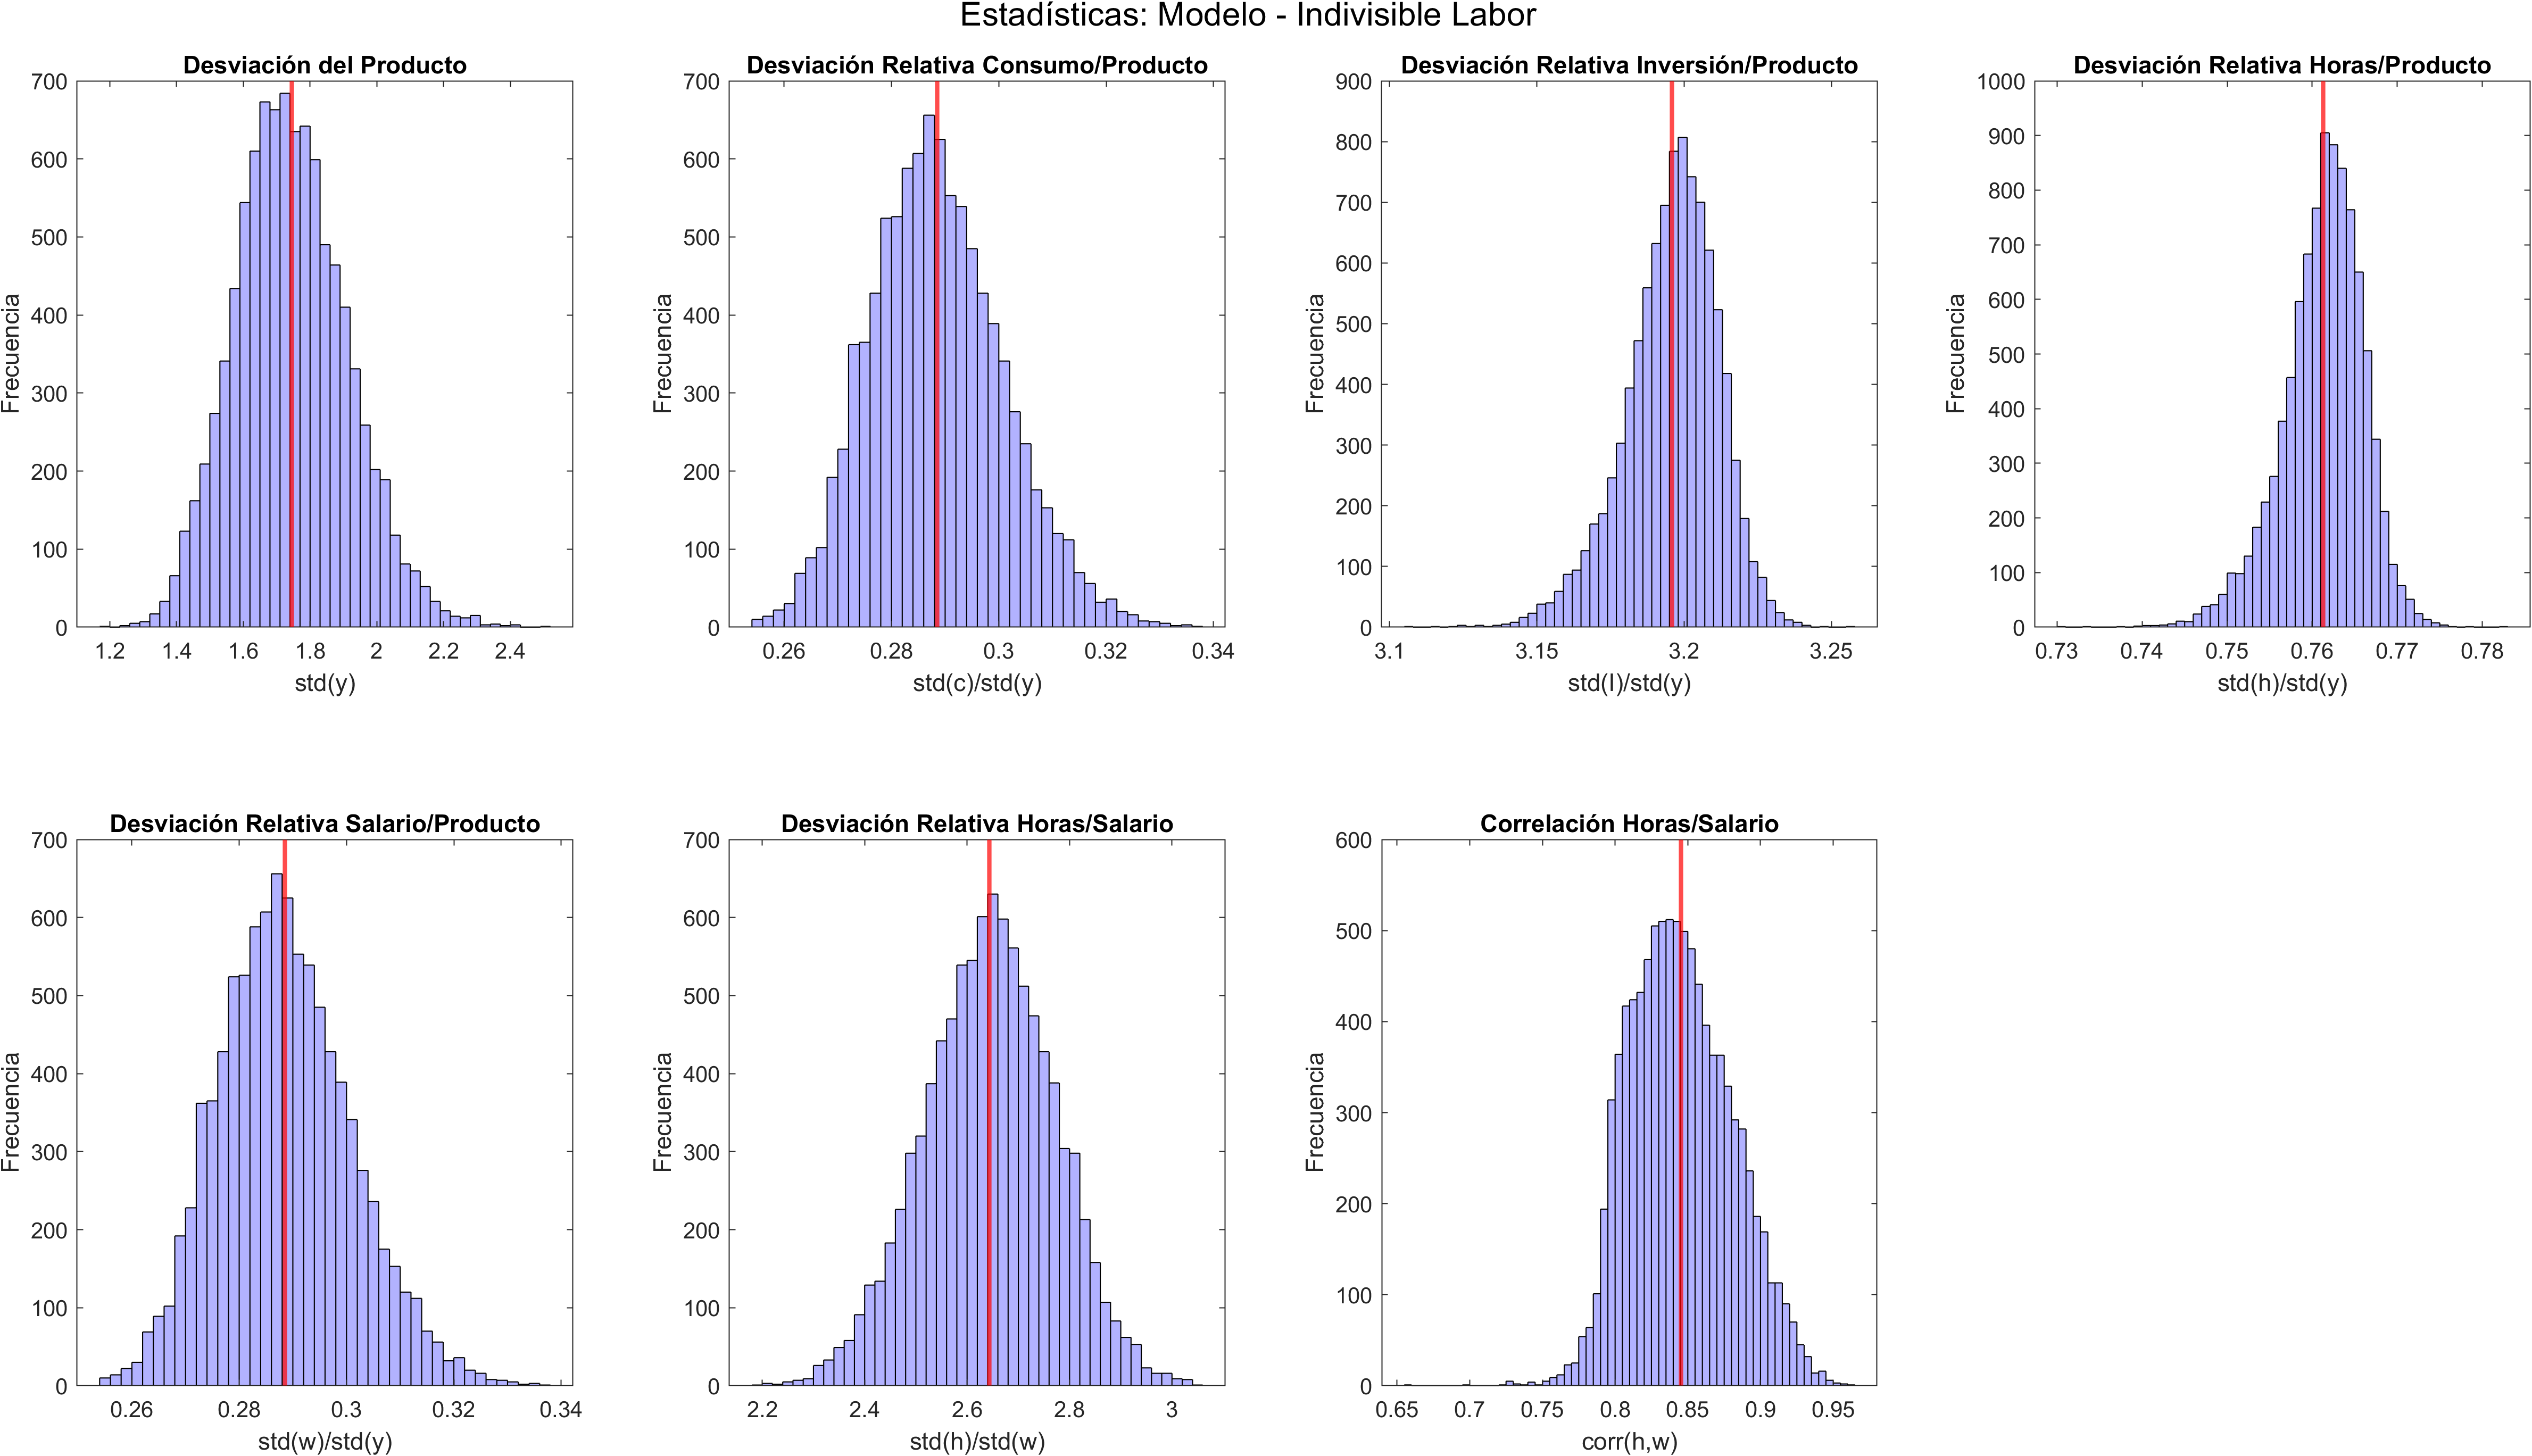 Estadísticas: Modelo - Indivisible Labor
Desviación del Producto
700
600
500
400
300
200
100
0
Frecuencia
1.2 1.4 1.6 1.8 2 2.2 2.4
std(y)
Desviación Relativa Consumo/Producto
700
600
500
400
300
200
100
0
Frecuencia
0.26 0.28 0.3 0.32 0.34
std(c)/std(y)
Desviación Relativa Inversión/Producto
900
800
700
600
500
400
300
200
100
0
Frecuencia
3.1 3.15 3.2 3.25
std(I)/std(y)
Desviación Relativa Horas/Producto
1000
900
800
700
600
500
400
300
200
100
0
Frecuencia
0.73 0.74 0.75 0.76 0.77 0.78
std(h)/std(y)
Desviación Relativa Salario/Producto
700
600
500
400
300
200
100
0
Frecuencia
0.26 0.28 0.3 0.32 0.34
std(w)/std(y)
Desviación Relativa Horas/Salario
700
600
500
400
300
200
100
0
Frecuencia
2.2 2.4 2.6 2.8 3
std(h)/std(w)
Correlación Horas/Salario
600
500
400
300
200
100
0
Frecuencia
0.65 0.7 0.75 0.8 0.85 0.9 0.95
corr(h,w)